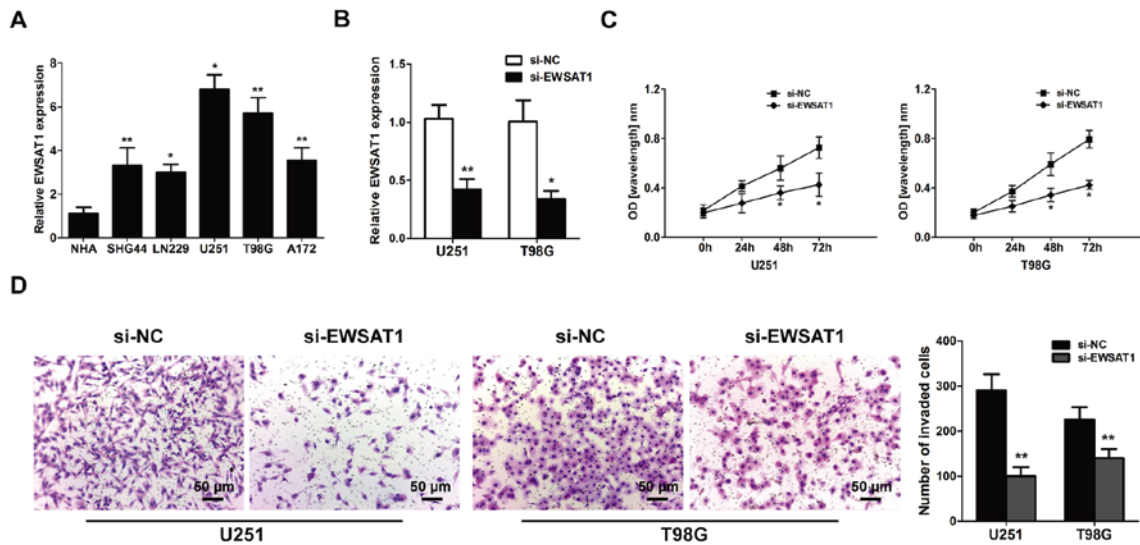 A
Relative EWSAT1 expression
8
6
4
2
0
* ** * ** **
NHA SHG44 LN229 U251 T98G A172
B
si-NC
si-EWSAT1
Relative EWSAT1 expression
1.5
1.0
0.5
0.0
** *
U251 T98G
C
si-NC
si-EWSAT1
OD [wavelength] nm
1.2
0.8
0.4
0.0
* *
0h 24h 48h 72h
U251
si-NC
si-EWSAT1
OD [wavelength] nm
1.2
0.8
0.4
0.0
* *
0h 24h 48h 72h
T98G
D
si-NC si-EWSAT1 si-NC si-EWSAT1
50 µm 50 µm 50 µm 50 µm
U251 T98G
si-NC
si-EWSAT1
Number of invaded cells
400
300
200
100
0
** **
U251 T98G